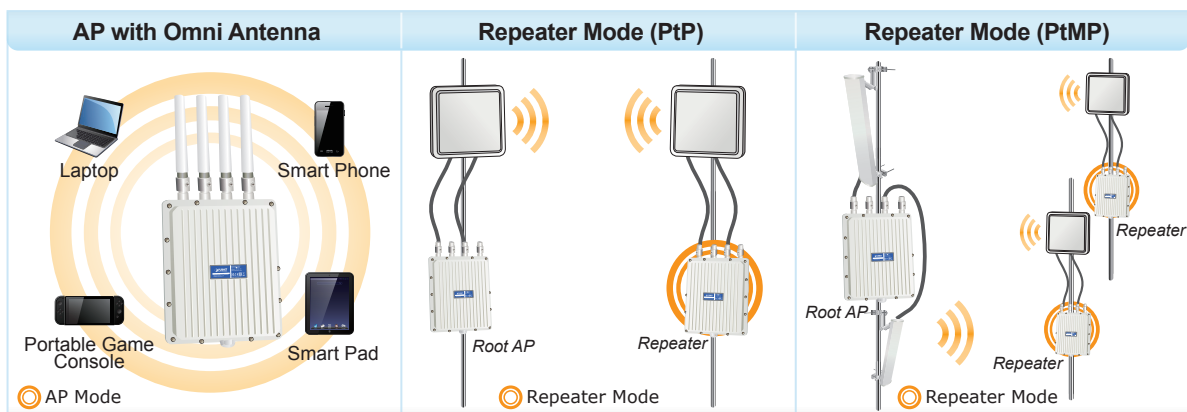 AP with Omni Antenna
Repeater Mode (PtP)
Repeater Mode (PtMP)
Laptop
Smart Phone
Portable Game
Console
Smart Pad
AP Mode
Root AP
Repeater
Repeater Mode
Root AP
Repeater
Repeater
Repeater Mode